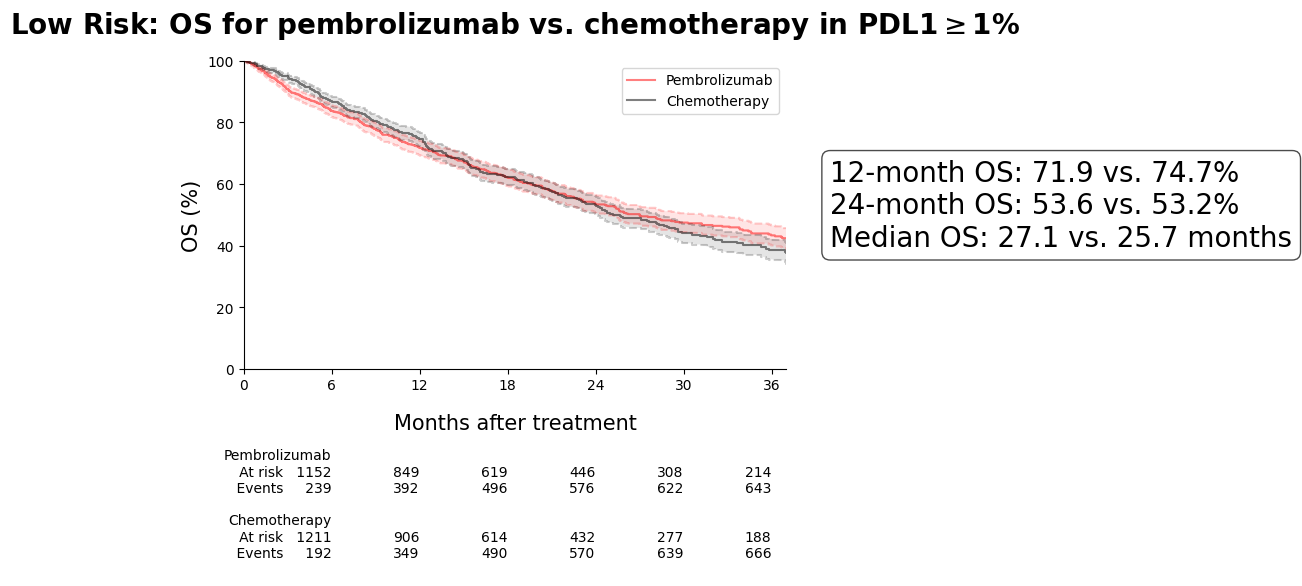 Low Risk: OS for pembrolizumab vs. chemotherapy in PDL1 ≥ 1%
Pembrolizumab
Chemotherapy
100
80
60
40
20
0
OS (%)
0 6 12 18 24 30 36
Months after treatment
12-month OS: 71.9 vs. 74.7%
24-month OS: 53.6 vs. 53.2%
Median OS: 27.1 vs. 25.7 months
Pembrolizumab
At risk 1152 849 619 446 308 214
Events 239 392 496 576 622 643
Chemotherapy
At risk 1211 906 614 432 277 188
Events 192 349 490 570 639 666